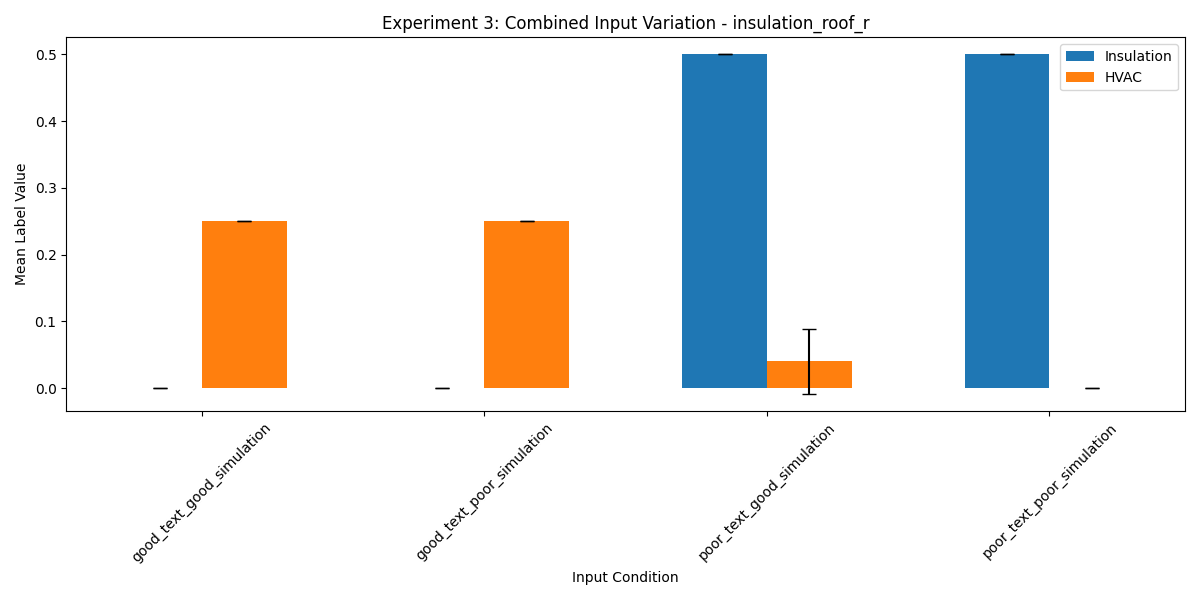 Experiment 3: Combined Input Variation - insulation_roof_r
Insulation
HVAC
Mean Label Value
0.5
0.4
0.3
0.2
0.1
0.0
good_text_good_simulation
good_text_poor_simulation
poor_text_good_simulation
poor_text_poor_simulation
Input Condition